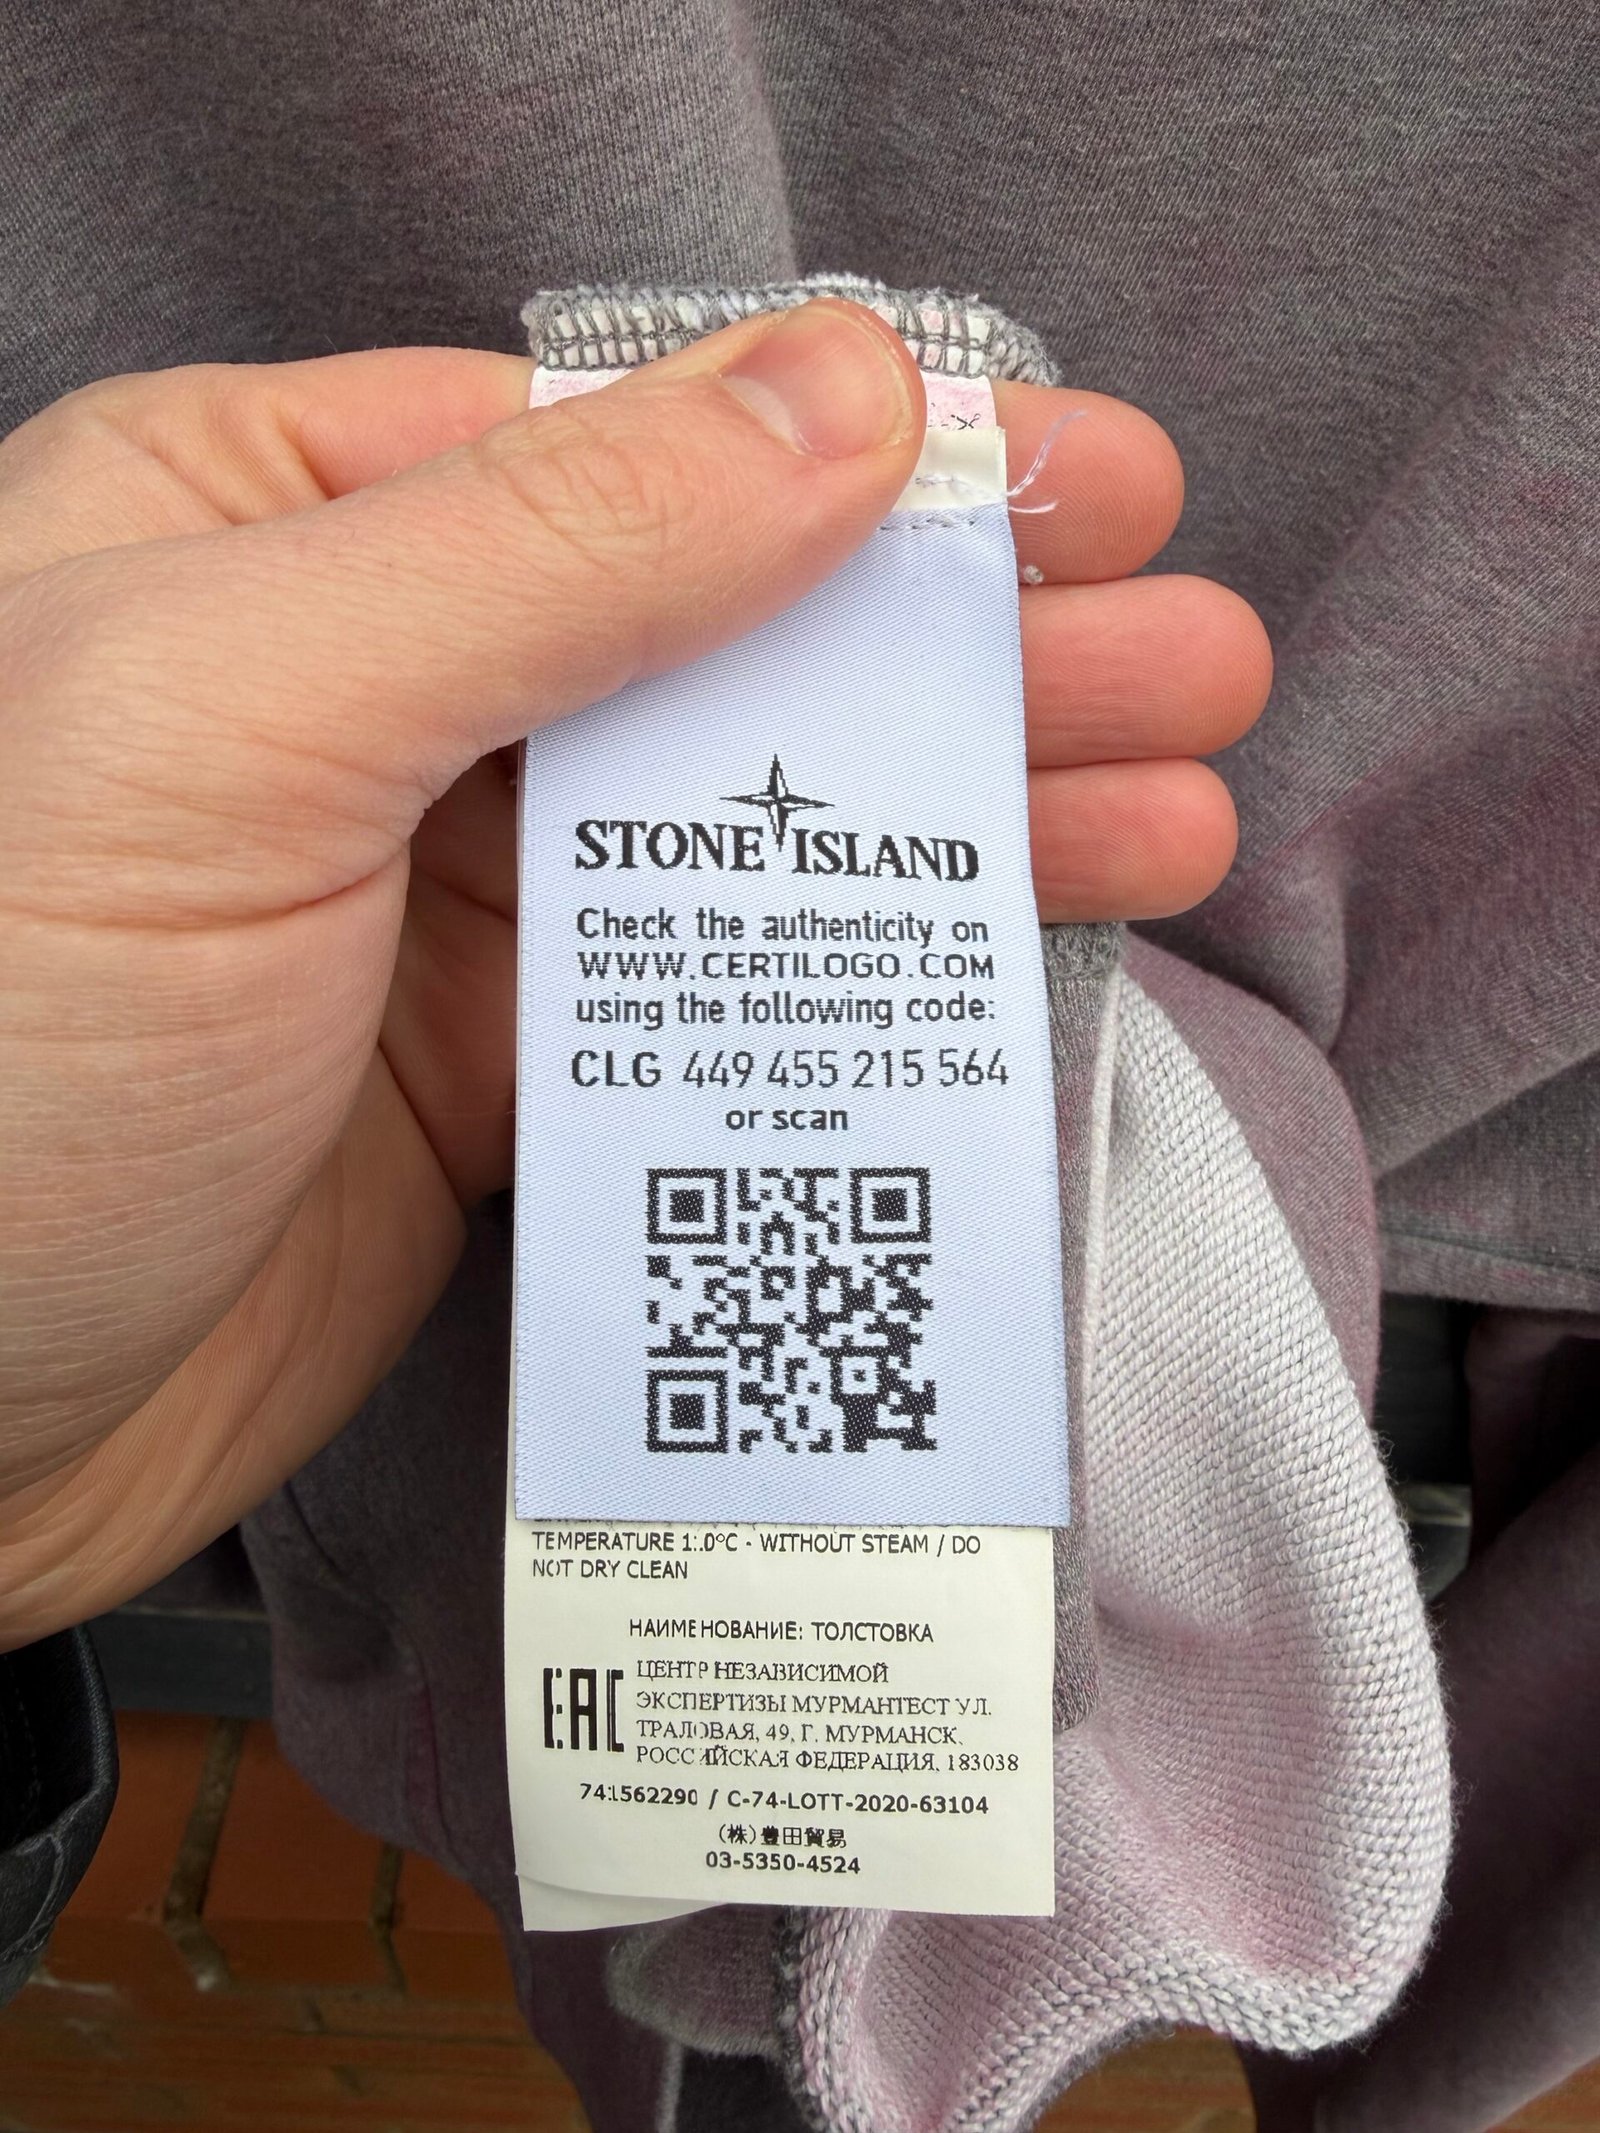 STONE ISLAND
Check the authenticity on
WWW.CERTILOGO.COM
using the following code:
CLG 449 455 215 564
or scan
TEMPERATURE 1:.0°C - WITHOUT STEAM / DO
NOT DRY CLEAN
НАИМЕНОВАНИЕ: ТОЛСТОВКА
EAC
ЦЕНТР НЕЗАВИСИМОЙ
ЭКСПЕРТИЗЫ МУРМАНТЕСТ УЛ.
ТРАЛОВАЯ, 49, Г. МУРМАНСК,
РОССИЙСКАЯ ФЕДЕРАЦИЯ, 183038
741562290 / C-74-LOTT-2020-63104
(株)豊田貿易
03-5350-4524